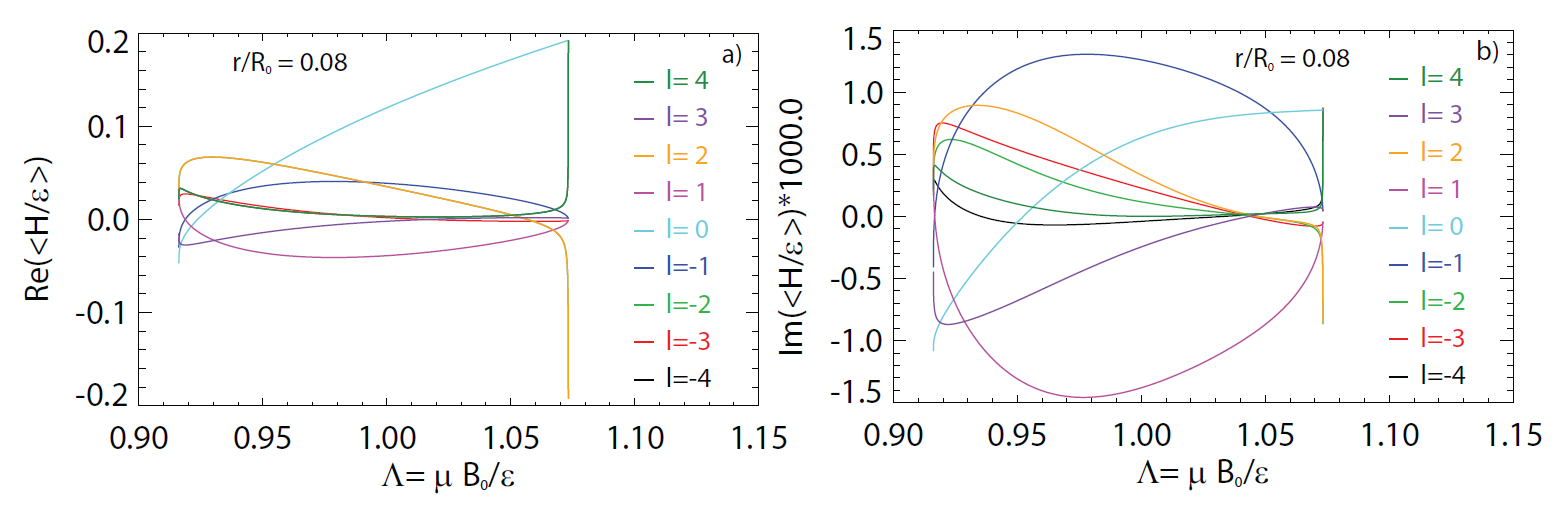 0.2
0.1
0.0
-0.1
-0.2
Re(<H/ε>)
r/R₀ = 0.08
a)
l= 4
l= 3
l= 2
l= 1
l= 0
l=-1
l=-2
l=-3
l=-4
0.90
0.95
1.00
1.05
1.10
1.15
Λ= μ B₀/ε
1.5
1.0
0.5
0.0
-0.5
-1.0
-1.5
Im(<H/ε>)*1000.0
r/R₀ = 0.08
b)
l= 4
l= 3
l= 2
l= 1
l= 0
l=-1
l=-2
l=-3
l=-4
0.90
0.95
1.00
1.05
1.10
1.15
Λ= μ B₀/ε